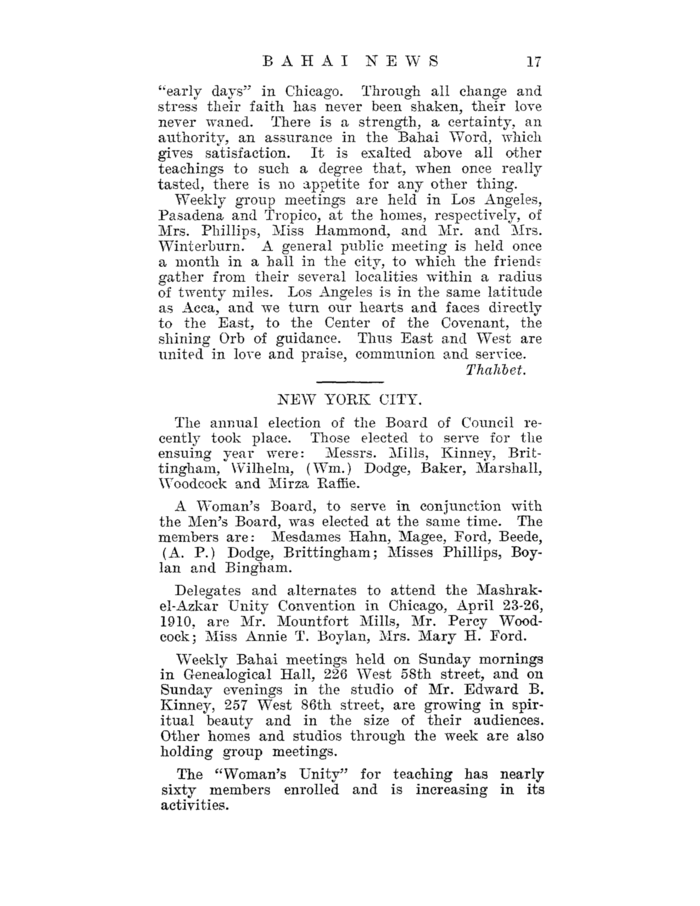 BAHAI NEWS 17
"early days" in Chicago. Through all change and
stress their faith has never been shaken, their love
never waned. There is a strength, a certainty, an
authority, an assurance in the Bahai Word, which
gives satisfaction. It is exalted above all other
teachings to such a degree that, when once really
tasted, there is no appetite for any other thing.
Weekly group meetings are held in Los Angeles,
Pasadena and Tropico, at the homes, respectively, of
Mrs. Phillips, Miss Hammond, and Mr. and Mrs.
Winterburn. A general public meeting is held once
a month in a hall in the city, to which the friends
gather from their several localities within a radius
of twenty miles. Los Angeles is in the same latitude
as Acca, and we turn our hearts and faces directly
to the East, to the Center of the Covenant, the
shining Orb of guidance. Thus East and West are
united in love and praise, communion and service.
Thahbet.
NEW YORK CITY.
The annual election of the Board of Council re-
cently took place. Those elected to serve for the
ensuing year were: Messrs. Mills, Kinney, Brit-
tingham, Wilhelm, (Wm.) Dodge, Baker, Marshall,
Woodcock and Mirza Raffie.
A Woman's Board, to serve in conjunction with
the Men's Board, was elected at the same time. The
members are: Mesdames Hahn, Magee, Ford, Beede,
(A. P.) Dodge, Brittingham; Misses Phillips, Boy-
lan and Bingham.
Delegates and alternates to attend the Mashrak-
el-Azkar Unity Convention in Chicago, April 23-26,
1910, are Mr. Mountfort Mills, Mr. Percy Wood-
cock; Miss Annie T. Boylan, Mrs. Mary H. Ford.
Weekly Bahai meetings held on Sunday mornings
in Genealogical Hall, 226 West 58th street, and on
Sunday evenings in the studio of Mr. Edward B.
Kinney, 257 West 86th street, are growing in spir-
itual beauty and in the size of their audiences.
Other homes and studios through the week are also
holding group meetings.
The "Woman's Unity" for teaching has nearly
sixty members enrolled and is increasing in its
activities.